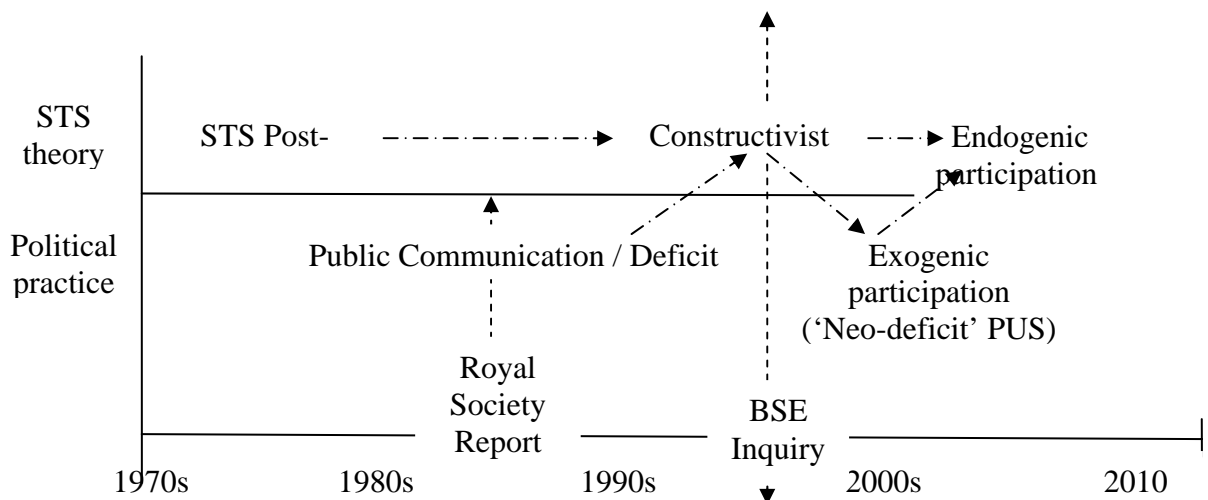 STS
theory
STS Post-
Constructivist
Endogenic
participation
Political
practice
Public Communication / Deficit
Exogenic
participation
(‘Neo-deficit’ PUS)
Royal
Society
Report
BSE
Inquiry
1970s 1980s 1990s 2000s 2010